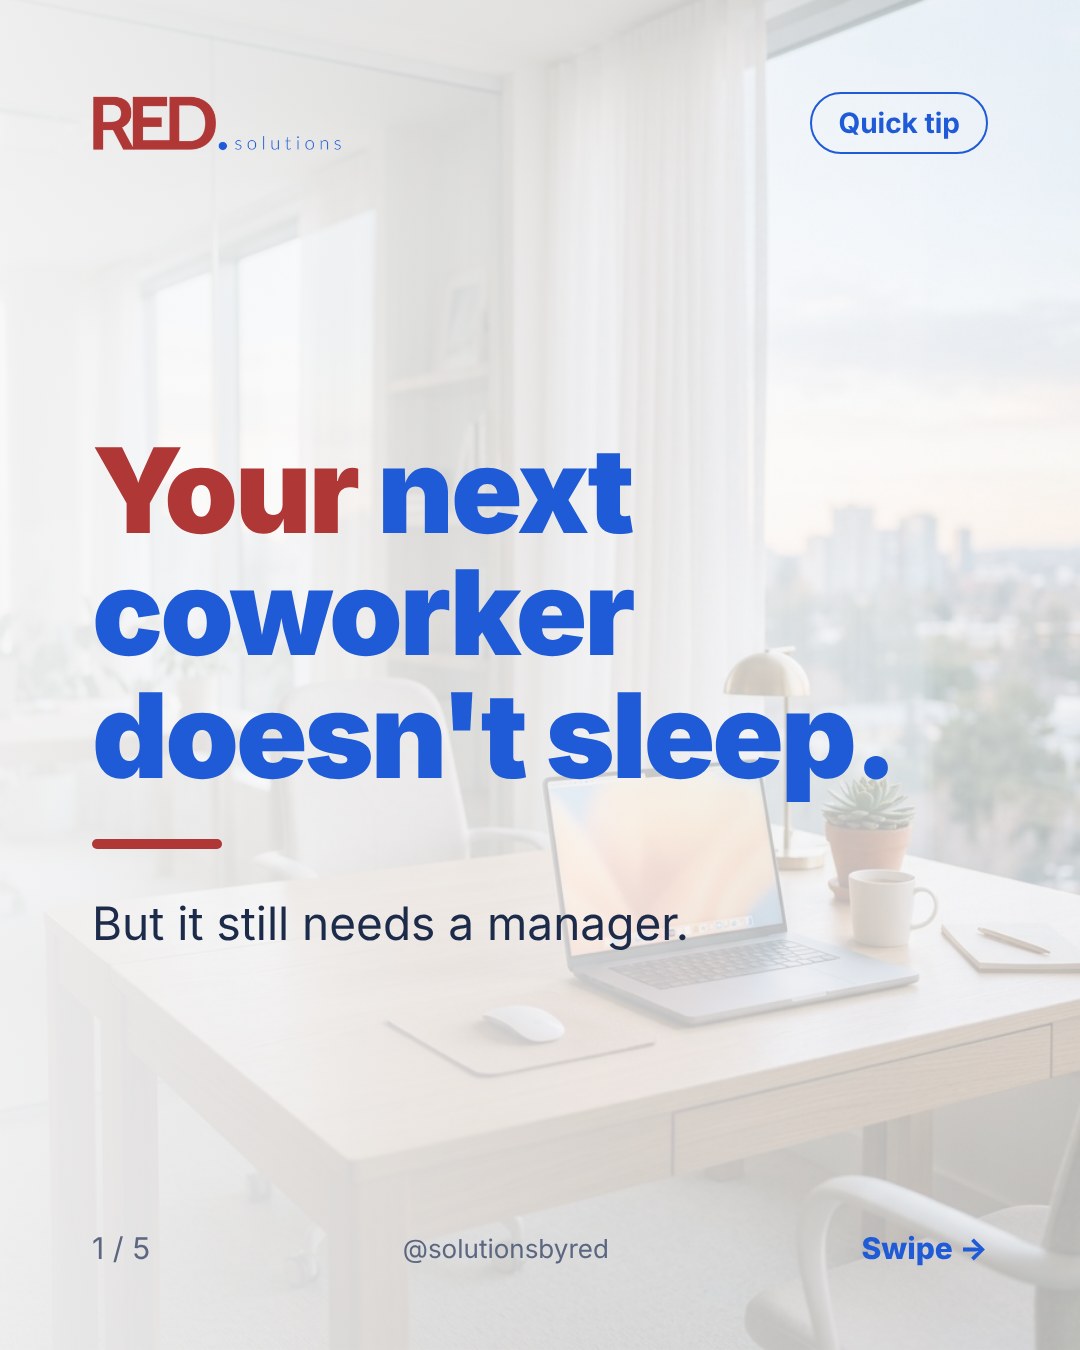 RED.solutions
Quick tip
Your next
coworker
doesn't sleep.
But it still needs a manager.
1 / 5
@solutionsbyred
Swipe →